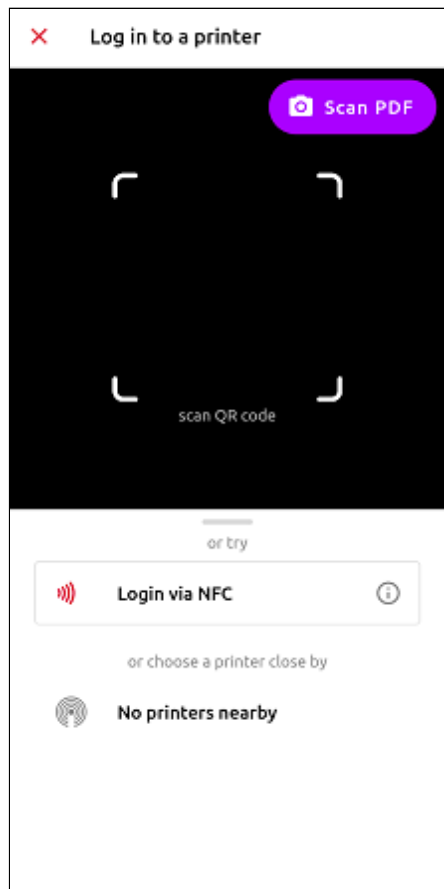 Log in to a printer
Scan PDF
scan QR code
or try
Login via NFC
or choose a printer close by
No printers nearby